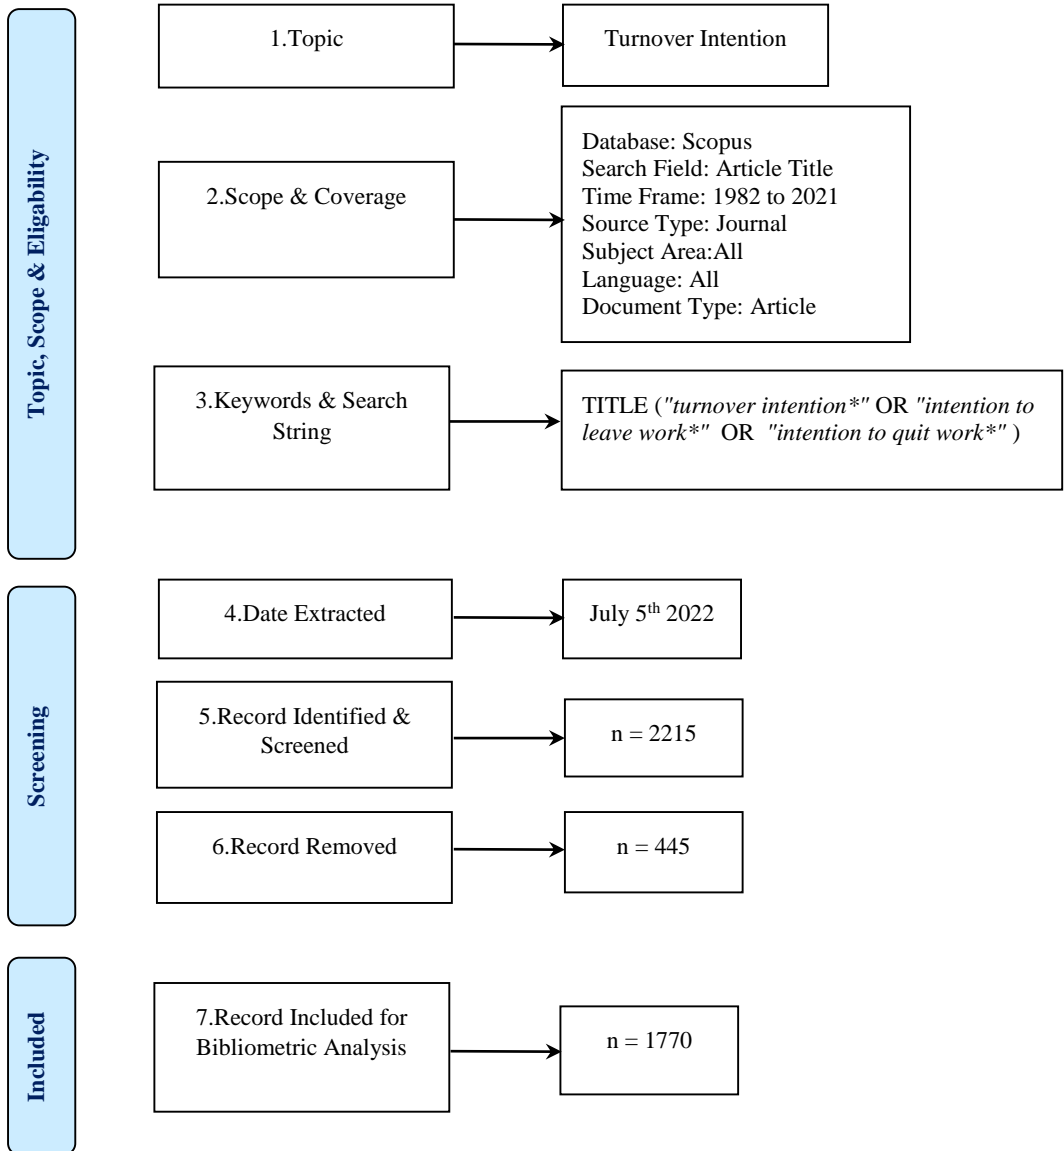 Topic, Scope & Eligability
1.Topic
Turnover Intention
2.Scope & Coverage
Database: Scopus
Search Field: Article Title
Time Frame: 1982 to 2021
Source Type: Journal
Subject Area:All
Language: All
Document Type: Article
3.Keywords & Search
String
TITLE ("turnover intention*" OR "intention to
leave work*" OR "intention to quit work*" )
Screening
4.Date Extracted
July 5th 2022
5.Record Identified &
Screened
n = 2215
6.Record Removed
n = 445
Included
7.Record Included for
Bibliometric Analysis
n = 1770